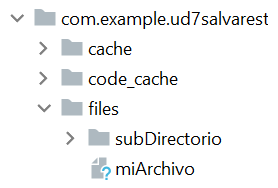 com.example.ud7salvarest
cache
code_cache
files
subDirectorio
miArchivo